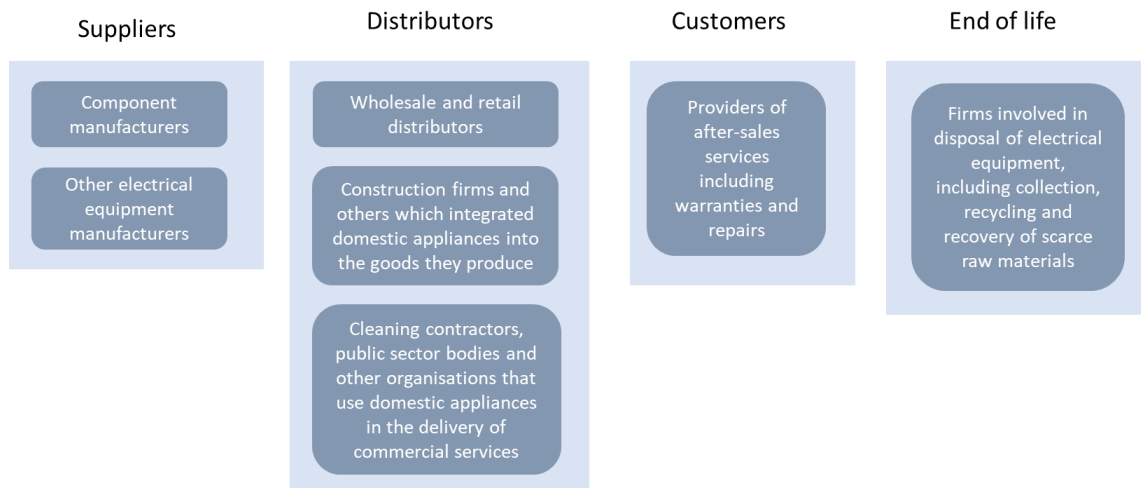 Suppliers
Component
manufacturers
Other electrical
equipment
manufacturers
Distributors
Wholesale and retail
distributors
Construction firms and
others which integrated
domestic appliances into
the goods they produce
Cleaning contractors,
public sector bodies and
other organisations that
use domestic appliances
in the delivery of
commercial services
Customers
Providers of
after-sales
services
including
warranties and
repairs
End of life
Firms involved in
disposal of electrical
equipment,
including collection,
recycling and
recovery of scarce
raw materials